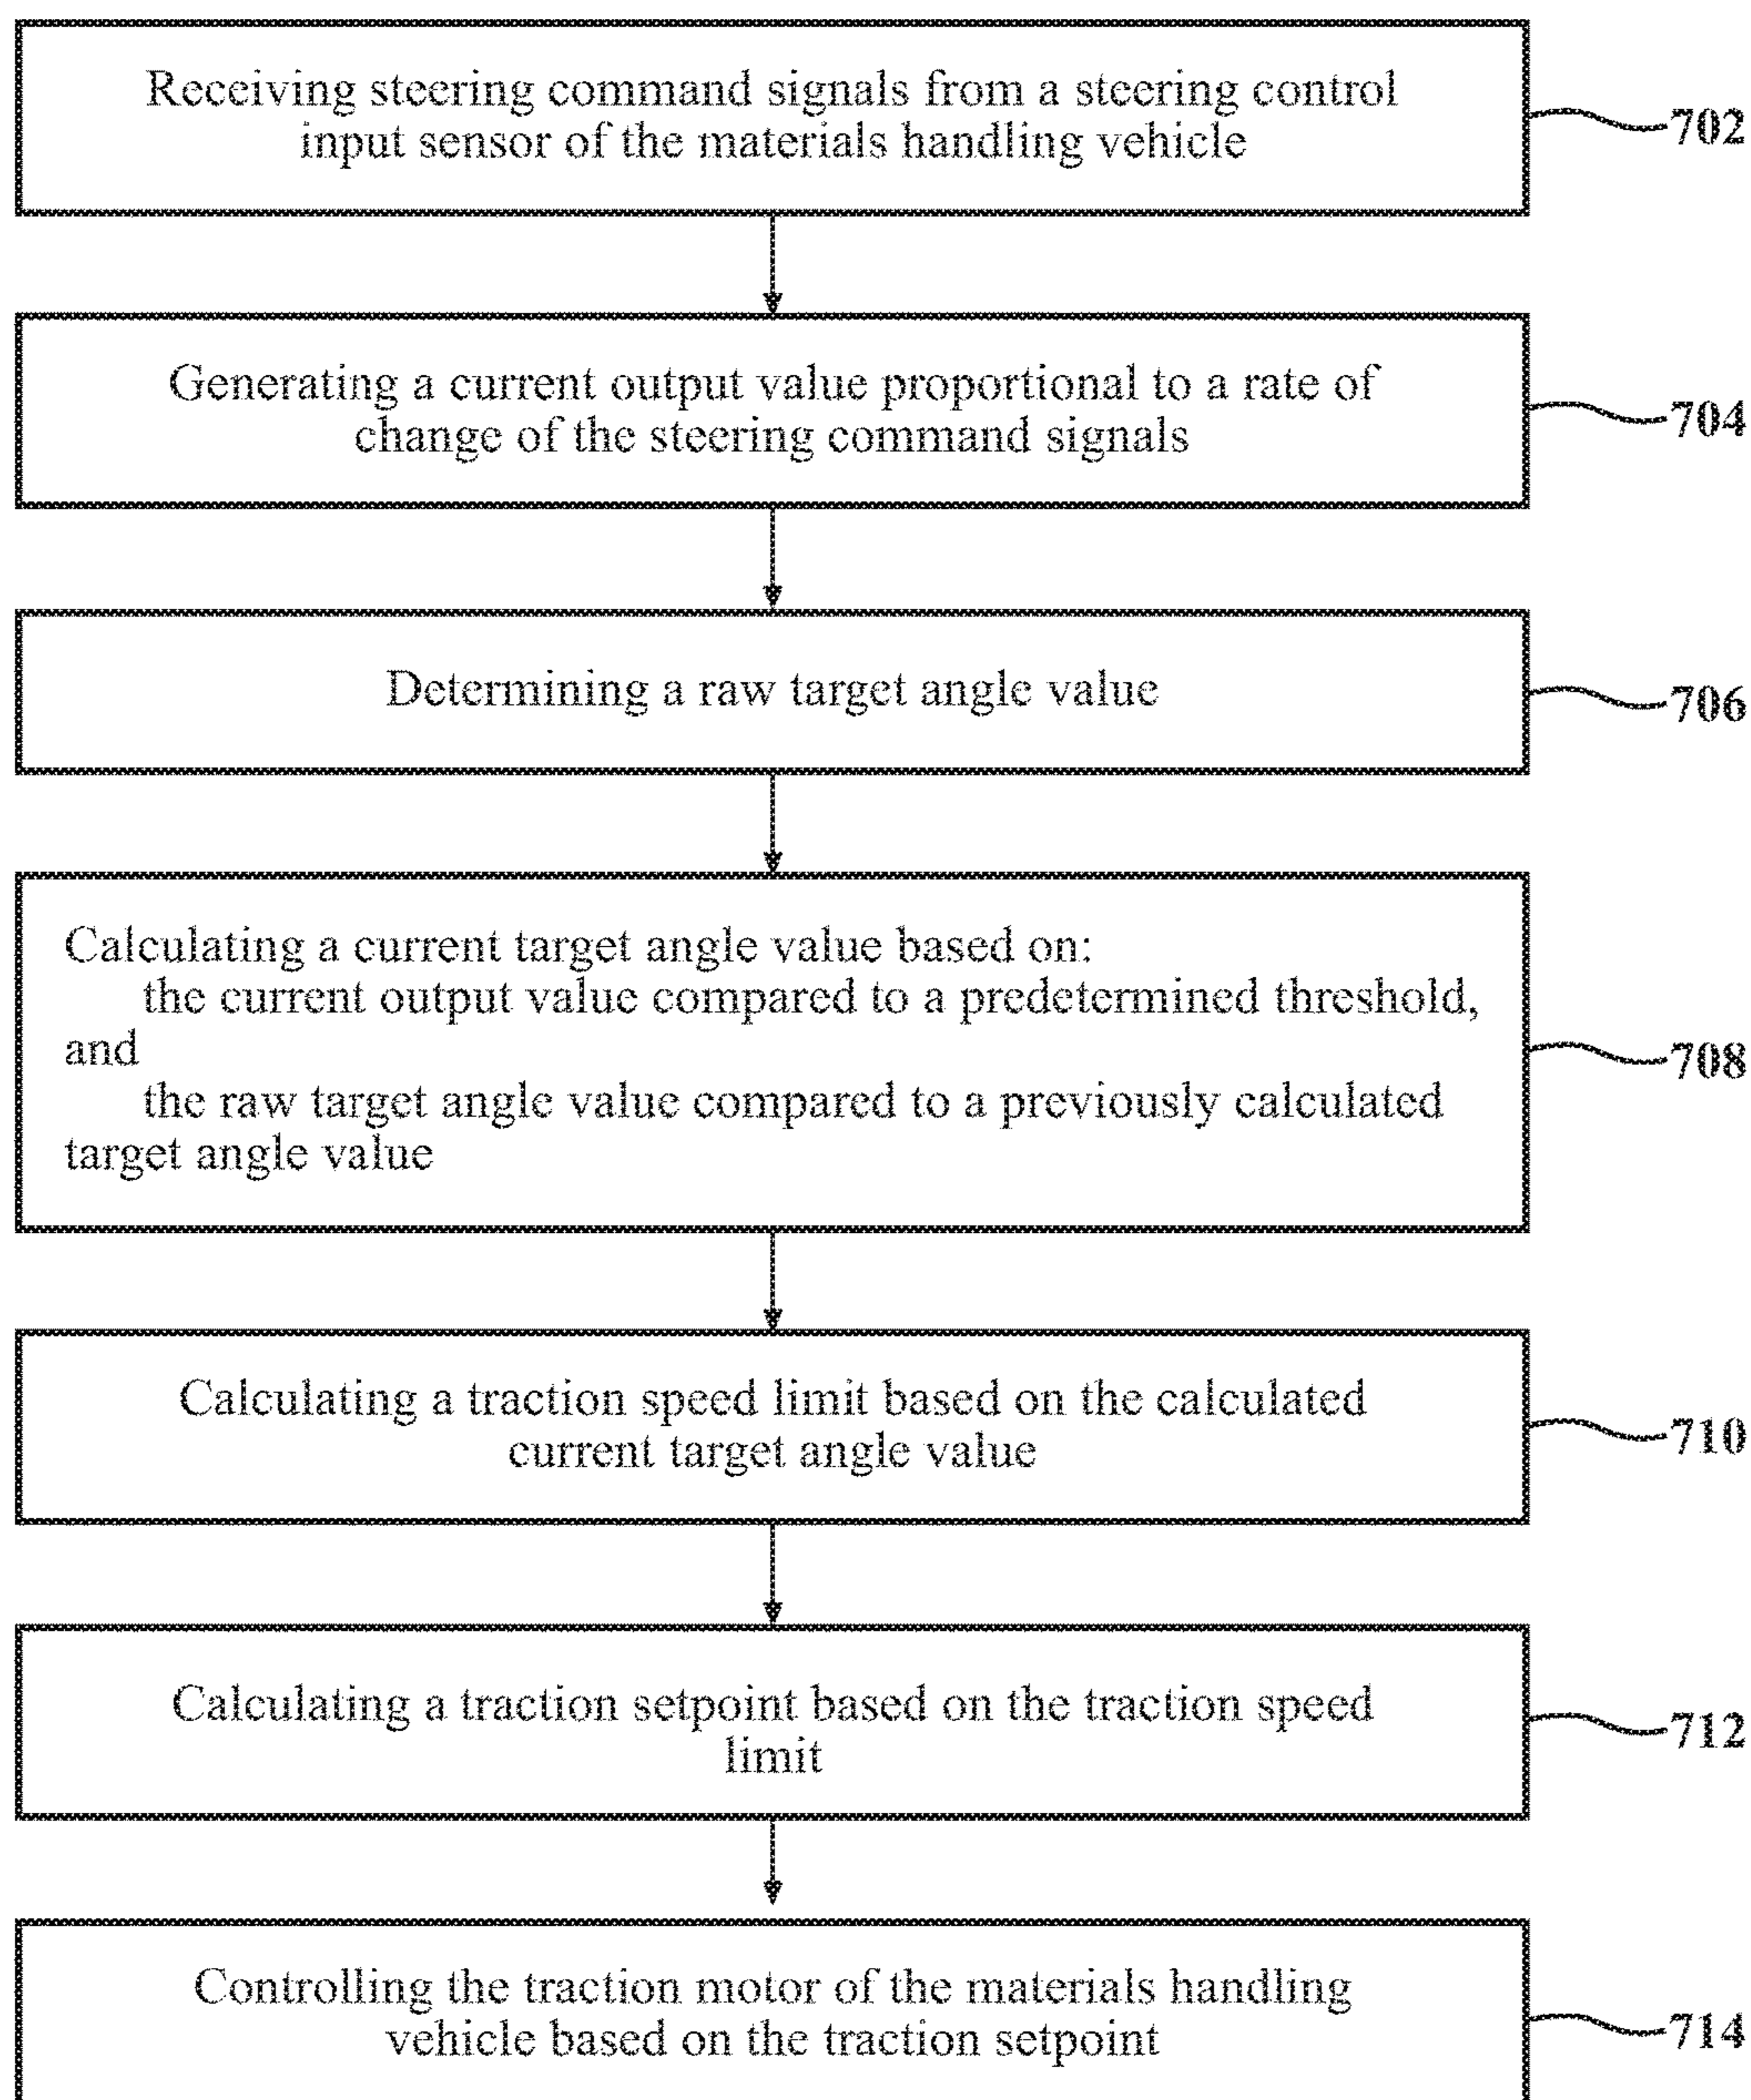 Receiving steering command signals from a steering control
input sensor of the materials handling vehicle
702
Generating a current output value proportional to a rate of
change of the steering command signals
704
Determining a raw target angle value
706
Calculating a current target angle value based on:
the current output value compared to a predetermined threshold,
and
the raw target angle value compared to a previously calculated
target angle value
708
Calculating a traction speed limit based on the calculated
current target angle value
710
Calculating a traction setpoint based on the traction speed
limit
712
Controlling the traction motor of the materials handling
vehicle based on the traction setpoint
714